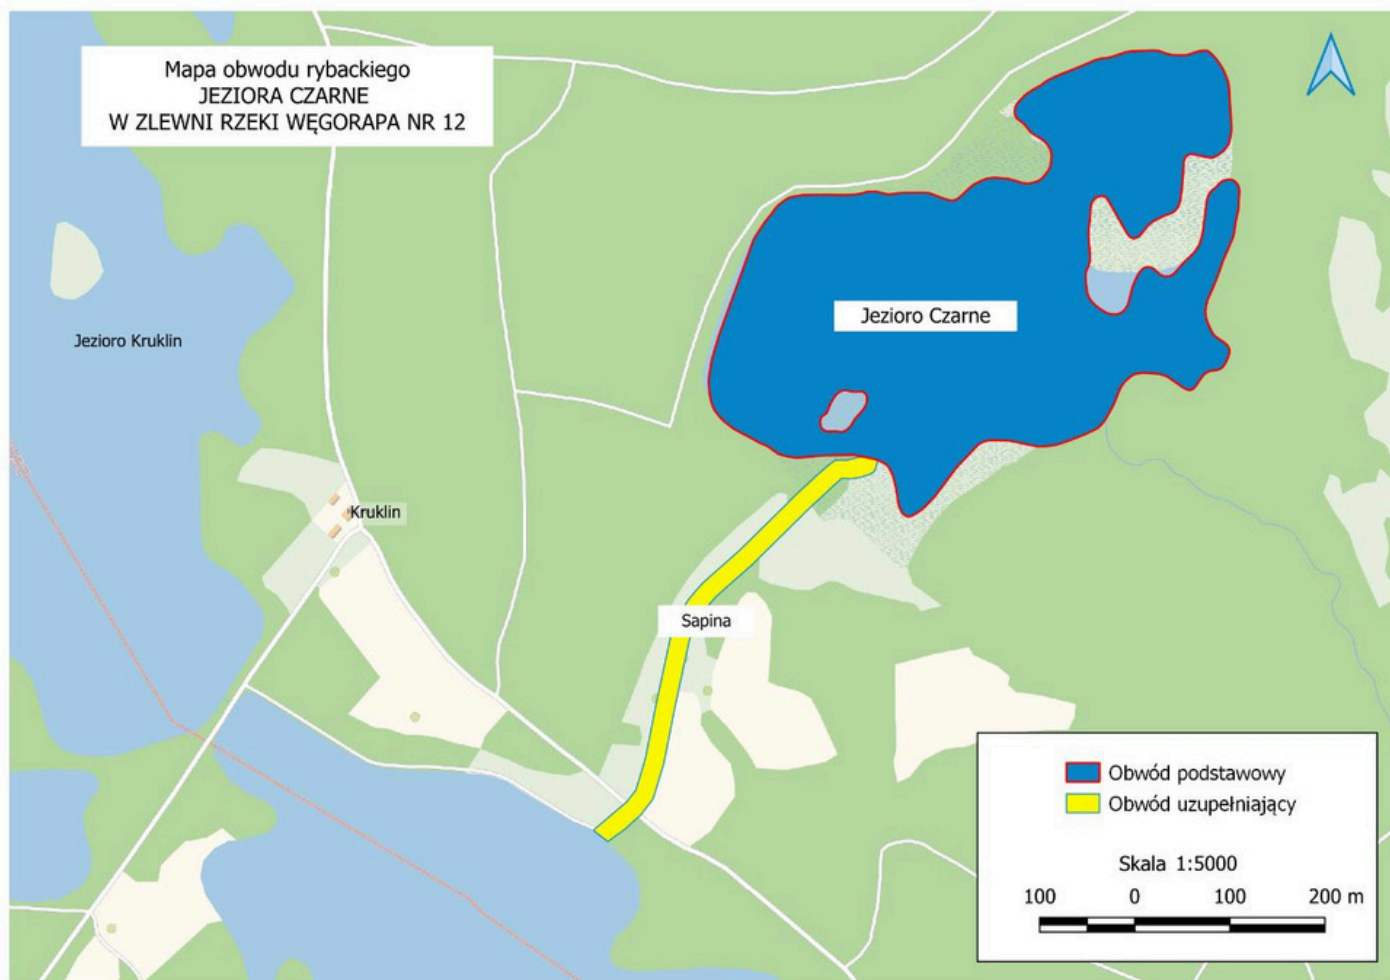 Mapa obwodu rybackiego
JEZIORA CZARNE
W ZLEWNI RZEKI WĘGORAPA NR 12
Jezioro Czarne
Jezioro Kruklin
Kruklin
Sapina
Obwód podstawowy
Obwód uzupełniający
Skala 1:5000
100 0 100 200 m